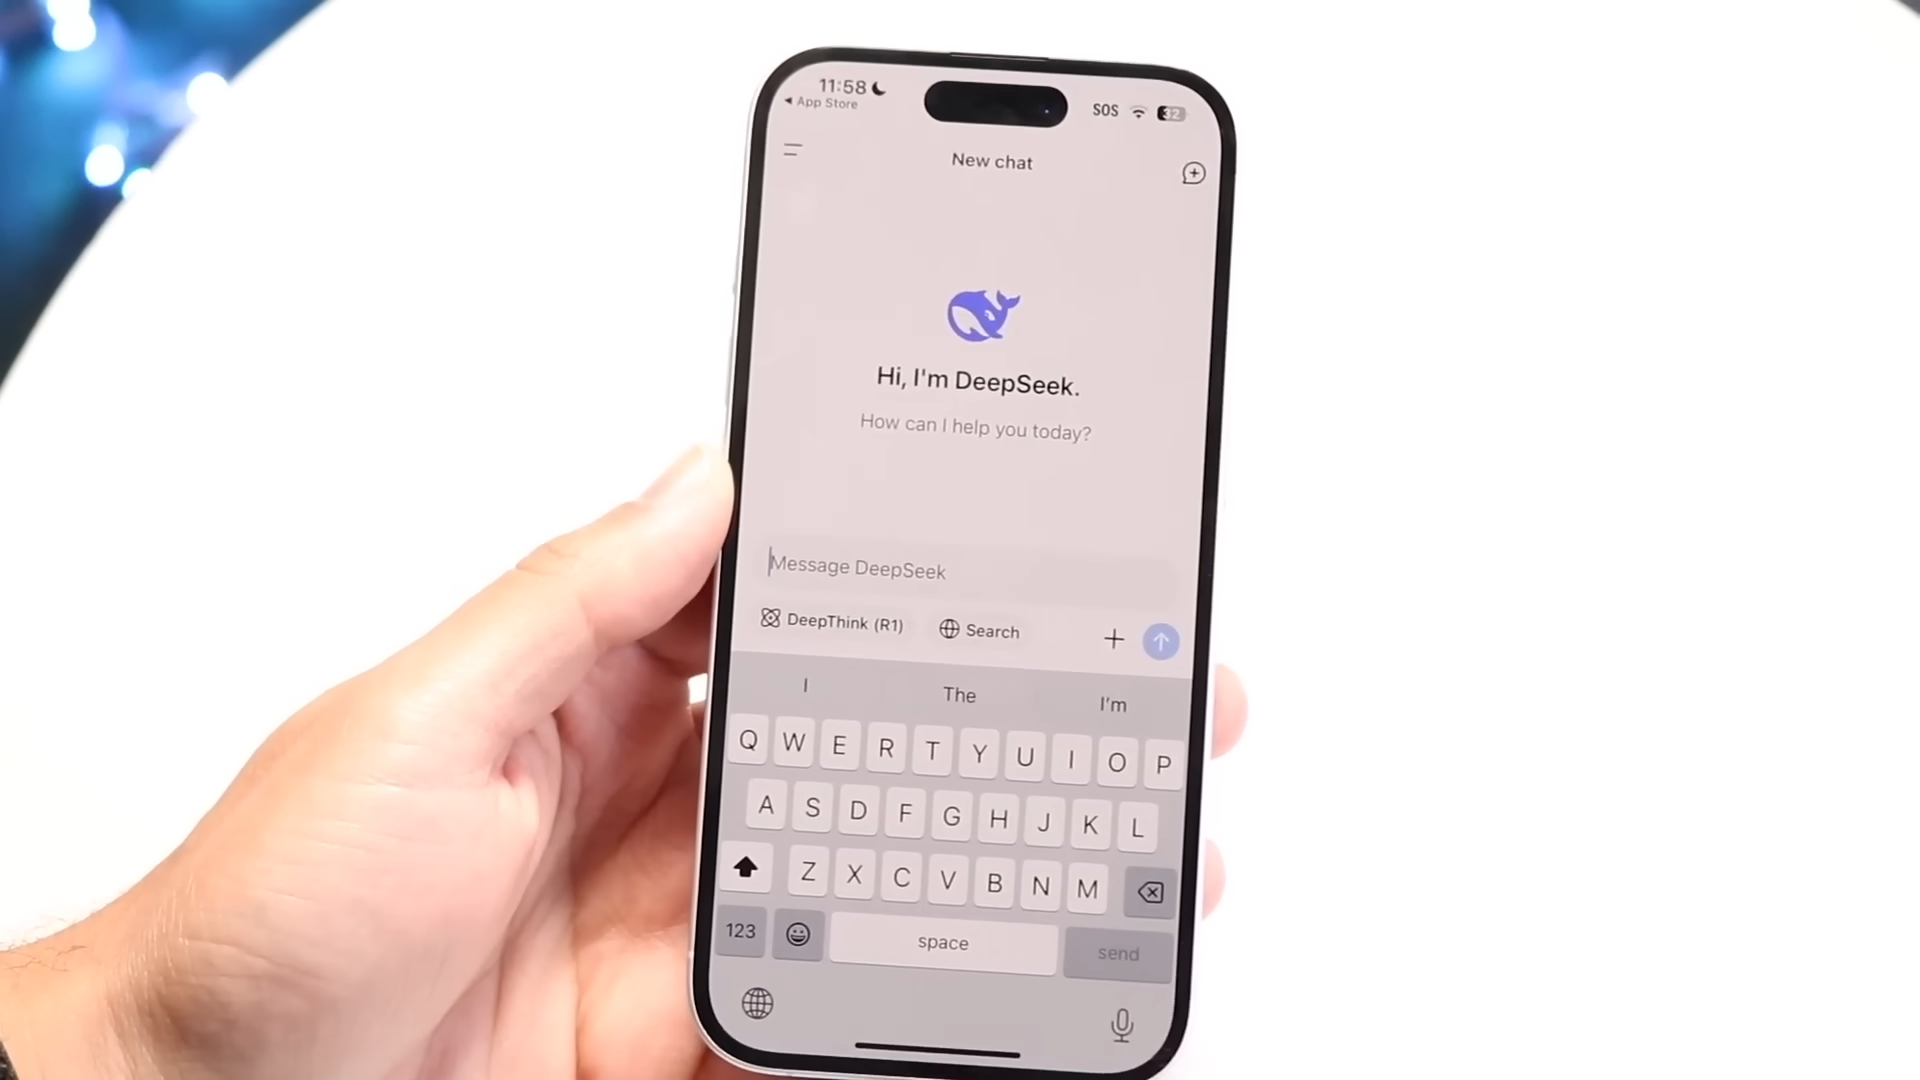 11:58
◀ App Store
SOS
32
New chat
Hi, I'm DeepSeek.
How can I help you today?
Message DeepSeek
DeepThink (R1)
Search
I The I'm
Q W E R T Y U I O P
A S D F G H J K L
Z X C V B N M
123 space send